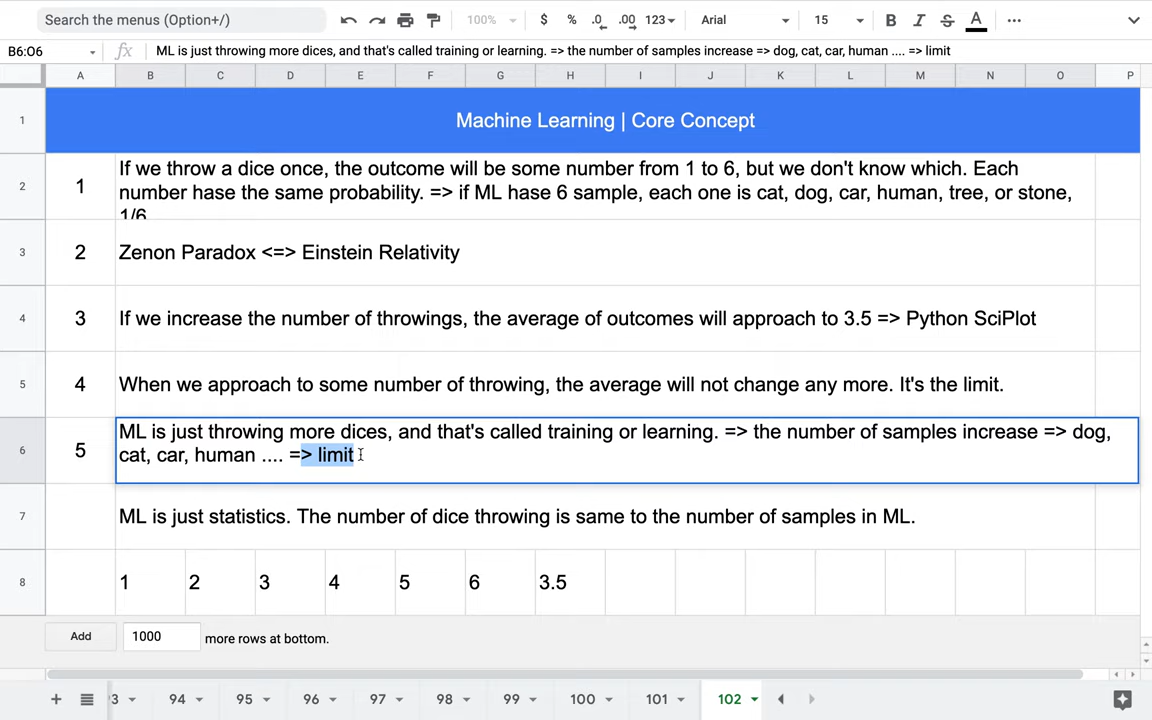 Search the menus (Option+/)
100%
$ % .0 .00 123 Arial 15 B I S A
B6:O6 fx ML is just throwing more dices, and that's called training or learning. => the number of samples increase => dog, cat, car, human .... => limit
A B C D E F G H I J K L M N O P
1 Machine Learning | Core Concept
2 1 If we throw a dice once, the outcome will be some number from 1 to 6, but we don't know which. Each
number hase the same probability. => if ML hase 6 sample, each one is cat, dog, car, human, tree, or stone,
1/6
3 2 Zenon Paradox <=> Einstein Relativity
4 3 If we increase the number of throwings, the average of outcomes will approach to 3.5 => Python SciPlot
5 4 When we approach to some number of throwing, the average will not change any more. It's the limit.
6 5 ML is just throwing more dices, and that's called training or learning. => the number of samples increase => dog,
cat, car, human .... => limit
7 ML is just statistics. The number of dice throwing is same to the number of samples in ML.
8 1 2 3 4 5 6 3.5
Add 1000 more rows at bottom.
3 94 95 96 97 98 99 100 101 102